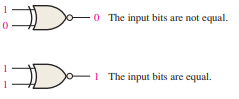 1
0
0 The input bits are not equal.
1
1
1 The input bits are equal.